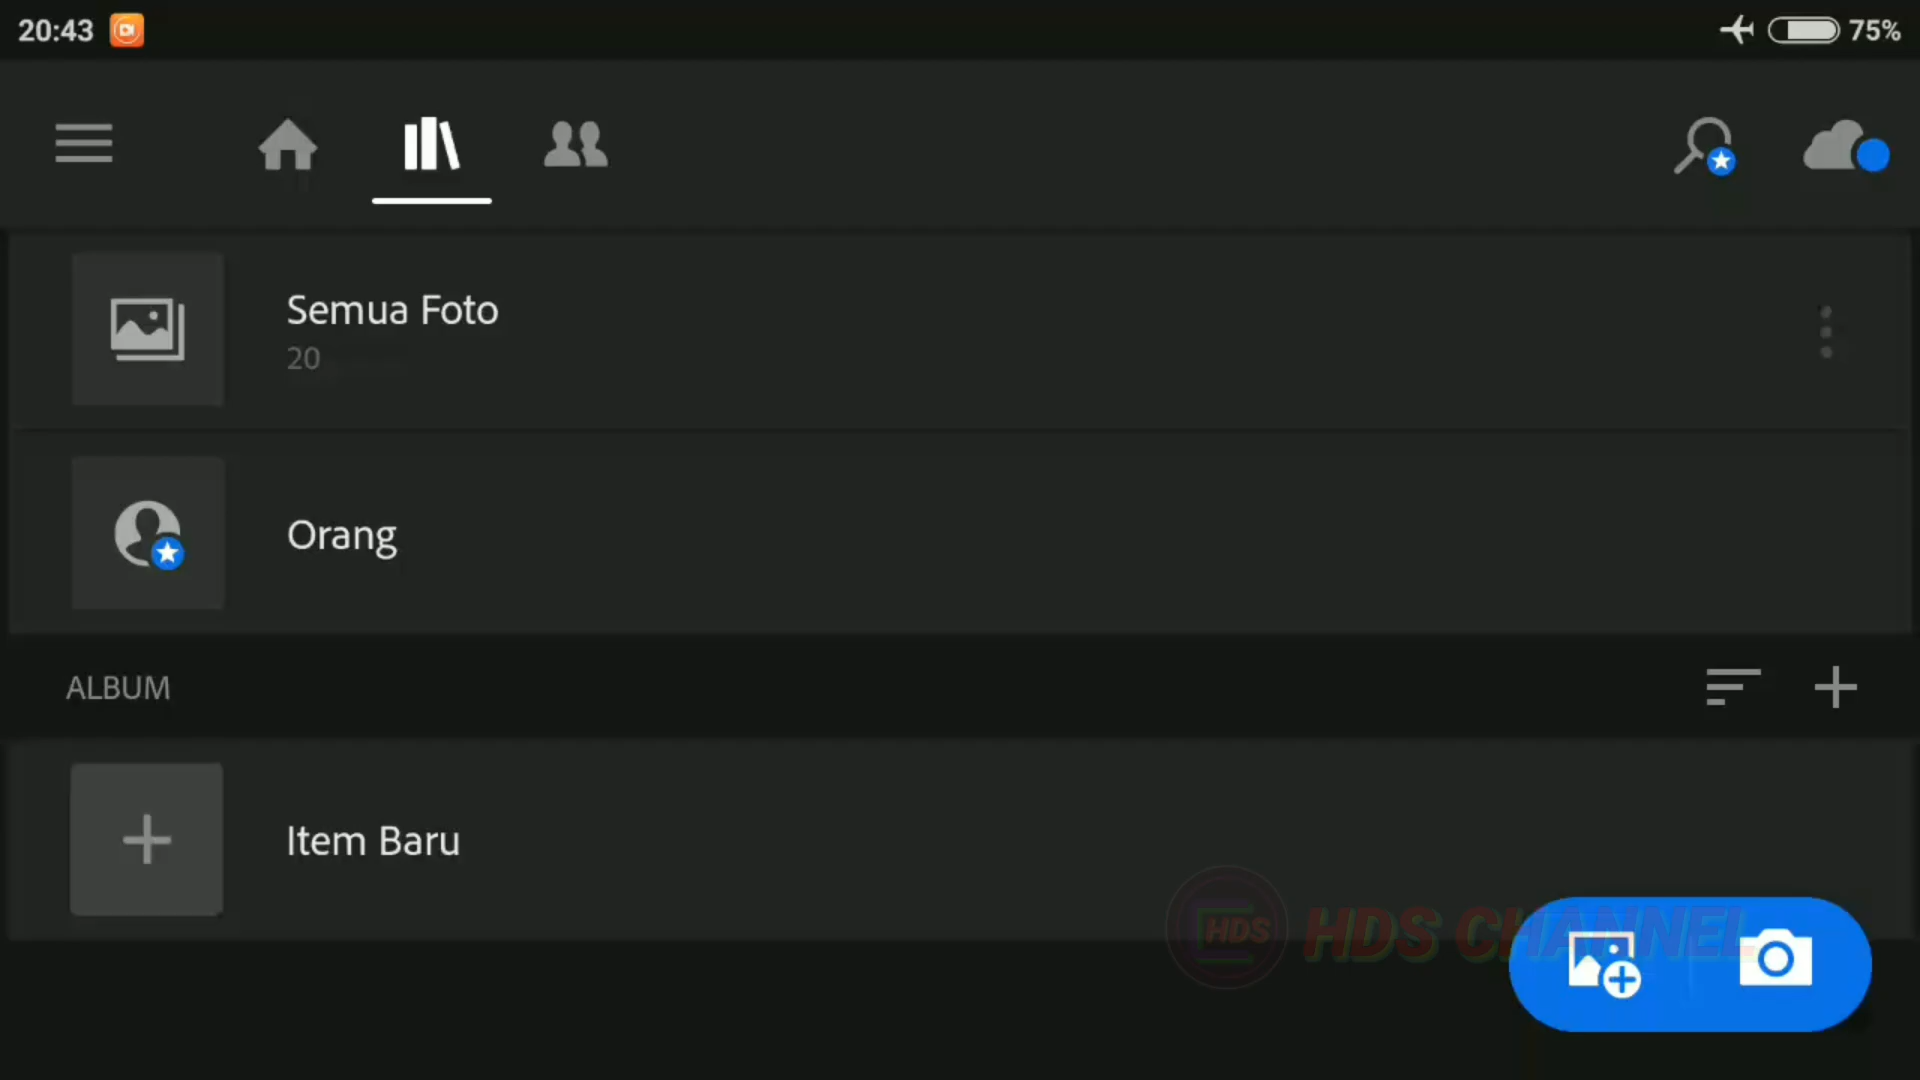 20:43
75%
Semua Foto
20
Orang
ALBUM
Item Baru
HDS HDS CHANNEL